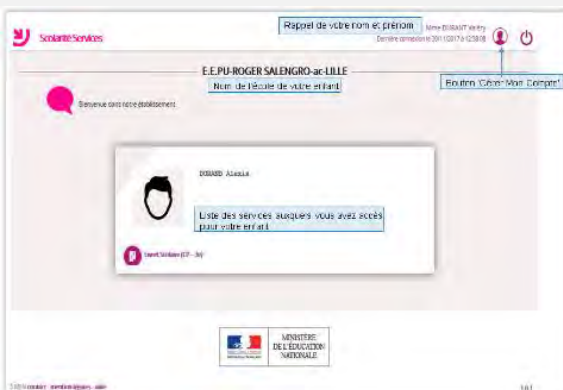 Scolarité Services
Rappel de votre nom et prénom
Mme DURANT Valéry
Dernière connexion le
E.E.PU-ROGER SALENGRO-ac-LILLE
Nom de l'école de votre enfant
Bouton 'Gérer Mon Compte'
Bienvenue dans notre établissement
DURAND Alexis
Liste des services auxquels vous avez accès
pour votre enfant
Livret Scolaire (CP - 3e)
MINISTÈRE
DE L'ÉDUCATION
NATIONALE